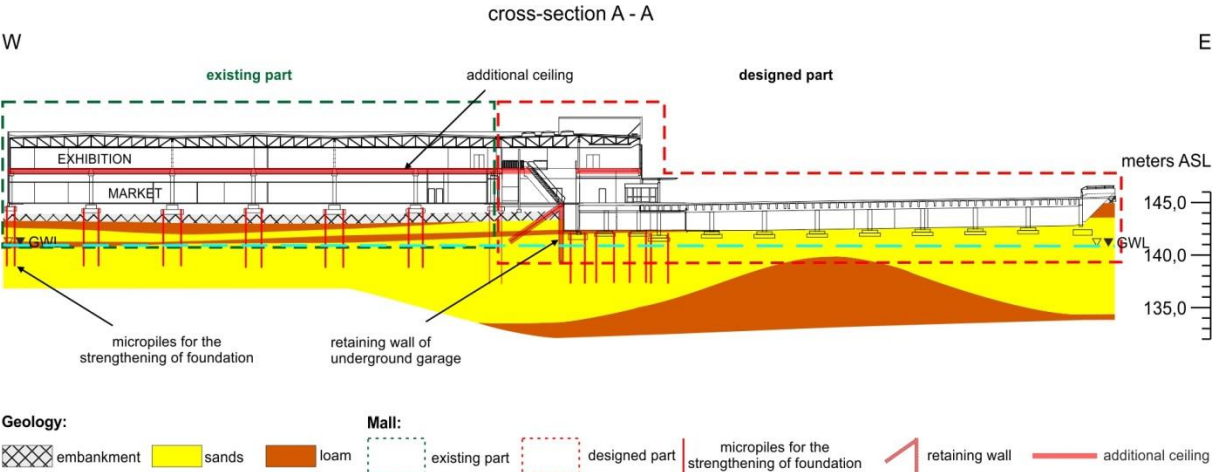 cross-section A - A
W
E
existing part
additional ceiling
designed part
EXHIBITION
meters ASL
MARKET
145,0
GWL
GWL
140,0
135,0
micropiles for the
strengthening of foundation
retaining wall of
underground garage
Geology:
Mall:
embankment
sands
loam
existing part
designed part
micropiles for the
strengthening of foundation
retaining wall
additional ceiling